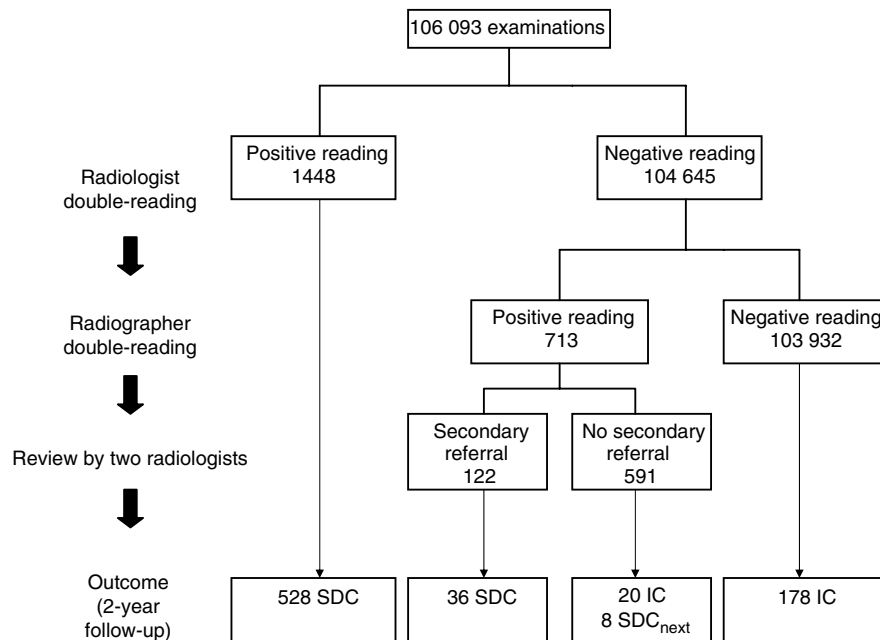 106 093 examinations
Radiologist
double-reading
Positive reading
1448
Negative reading
104 645
Radiographer
double-reading
Positive reading
713
Negative reading
103 932
Review by two radiologists
Secondary
referral
122
No secondary
referral
591
Outcome
(2-year
follow-up)
528 SDC
36 SDC
20 IC
8 SDCnext
178 IC